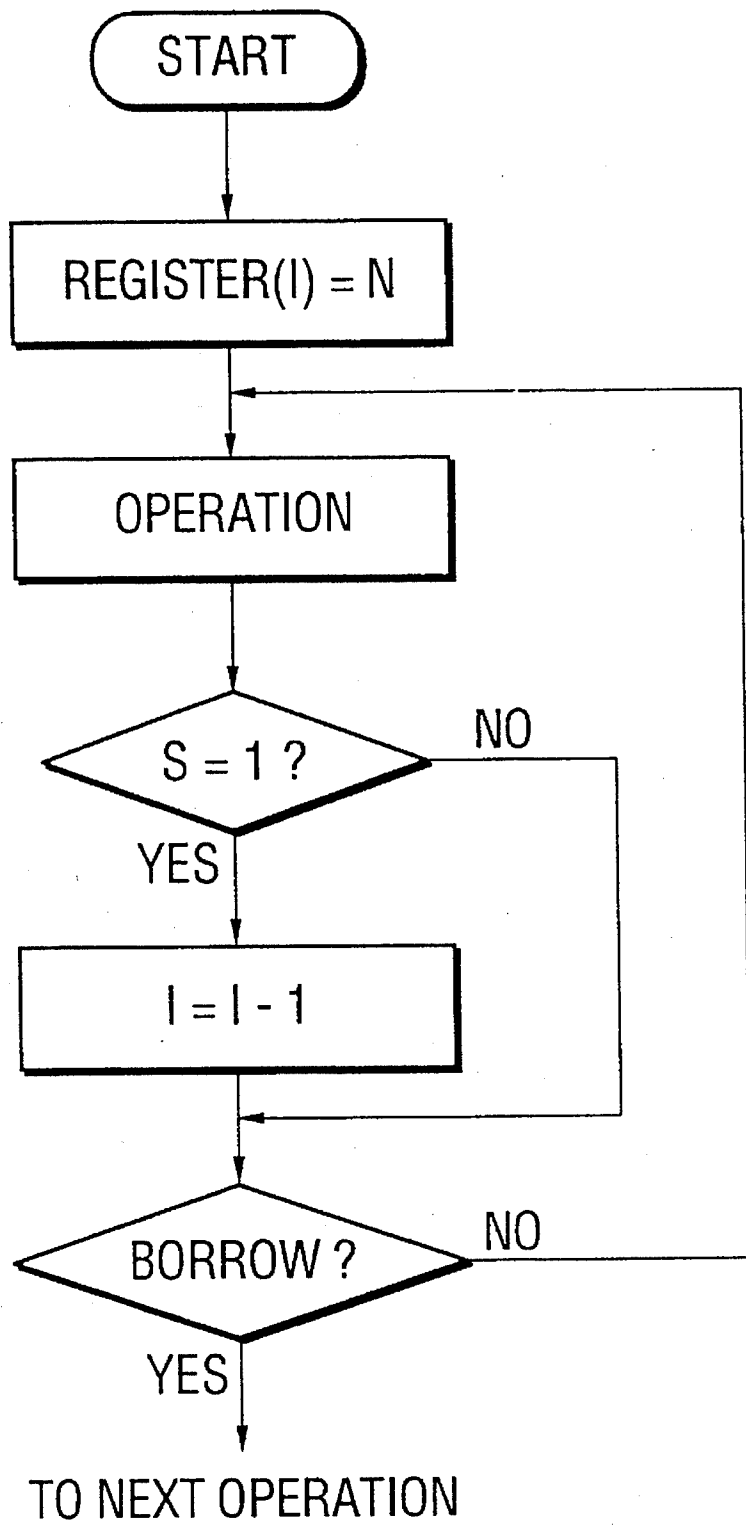 START
REGISTER(I) = N
OPERATION
S = 1 ?
NO
YES
I = I - 1
BORROW ?
NO
YES
TO NEXT OPERATION